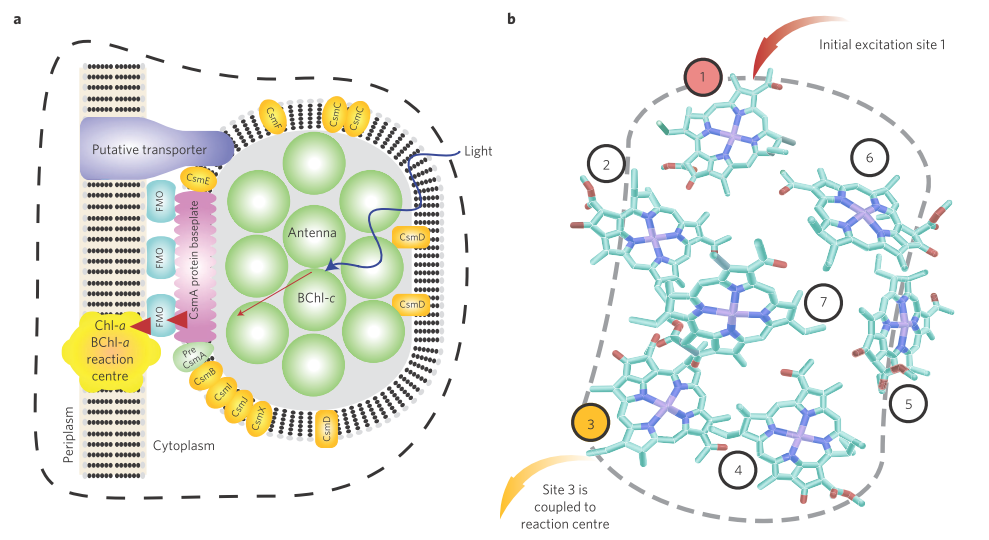 a
Putative transporter
CsmE
FMO
FMO
FMO
CsmA protein baseplate
Chl-a
BChl-a
reaction
centre
Pre
CsmA
CsmB
CsmI
CsmJ
CsmX
CsmD
CsmF
CsmC
CsmC
Light
CsmD
CsmD
Antenna
BChl-c
Periplasm
Cytoplasm
b
Initial excitation site 1
1
2
6
7
3
5
4
Site 3 is
coupled to
reaction centre